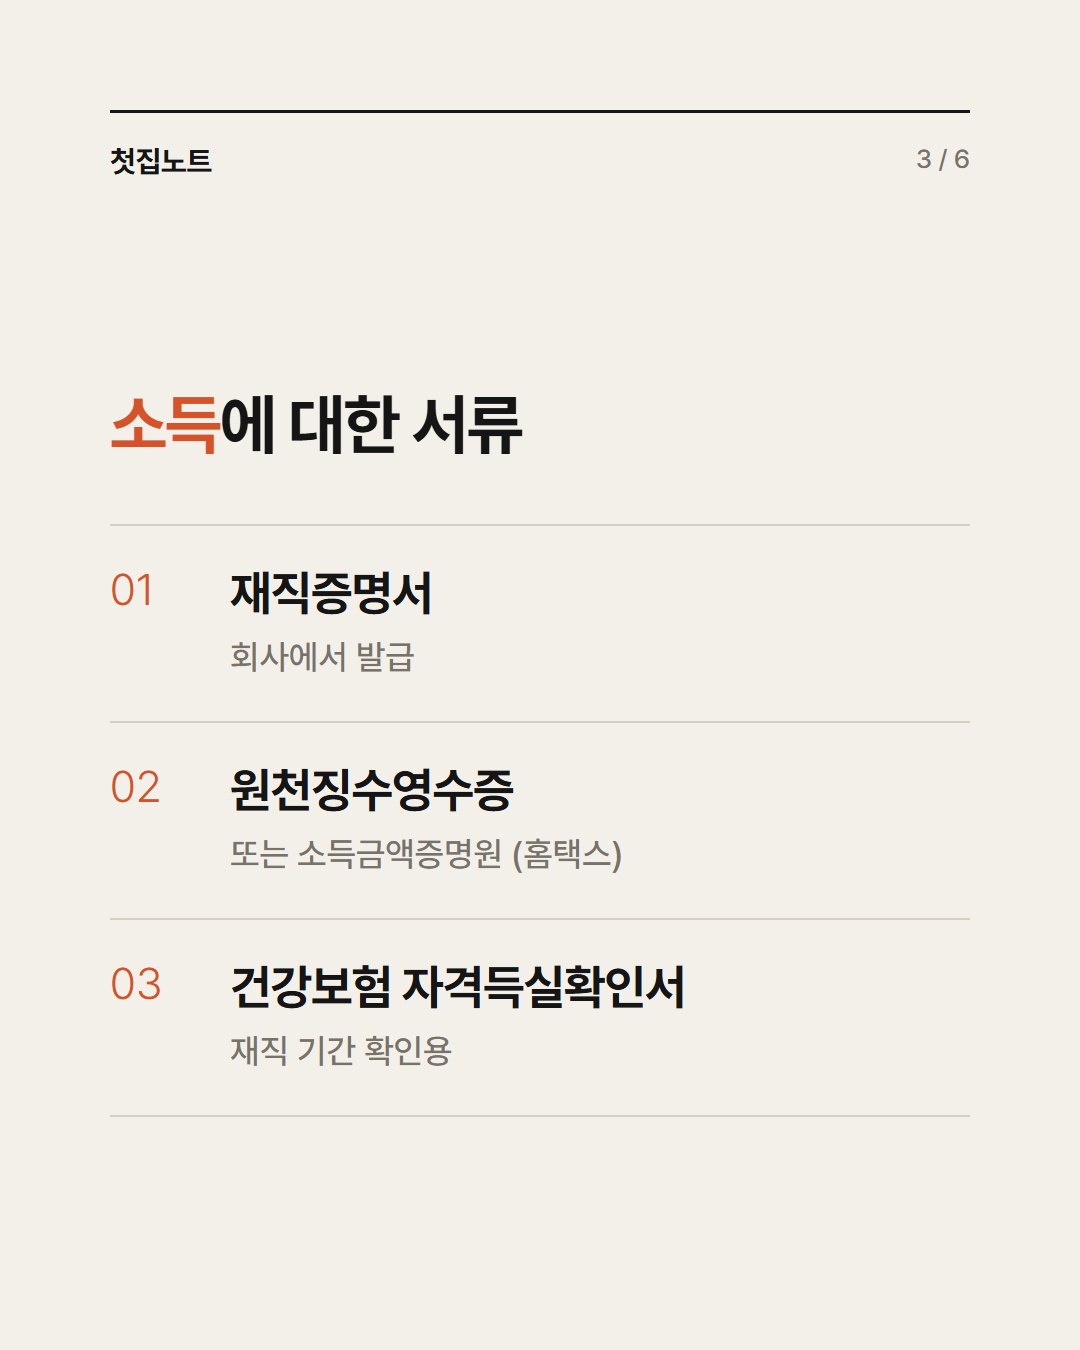 첫집노트
3 / 6
소득에 대한 서류
01
재직증명서
회사에서 발급
02
원천징수영수증
또는 소득금액증명원 (홈택스)
03
건강보험 자격득실확인서
재직 기간 확인용